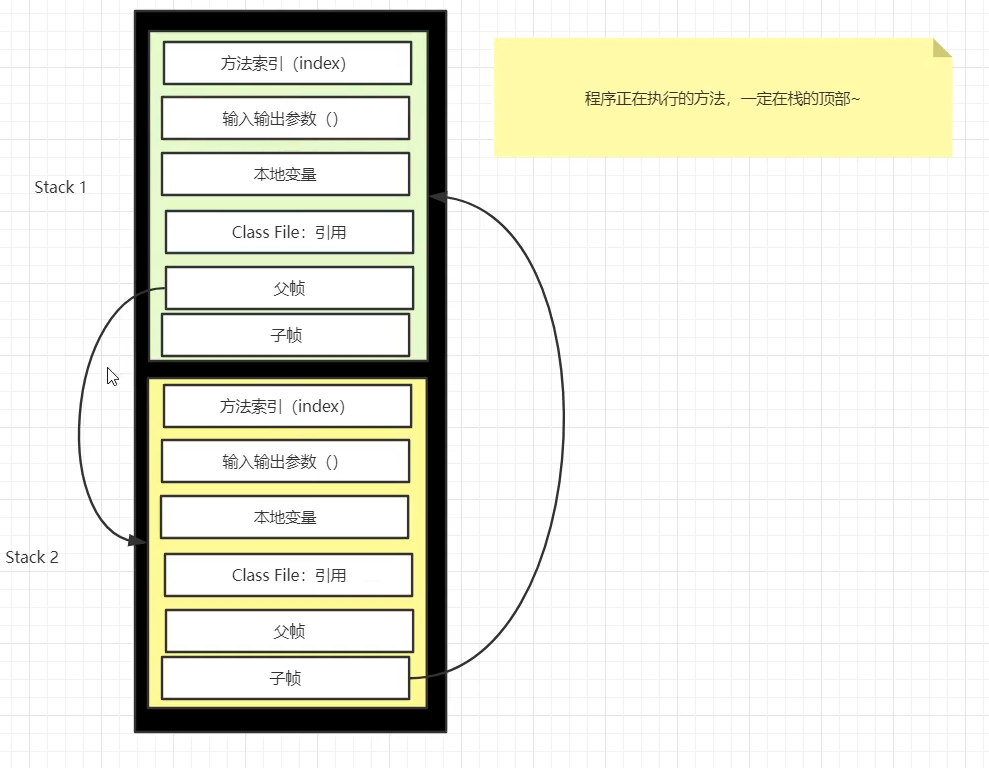 方法索引（index）
输入输出参数（）
本地变量
Stack 1
Class File：引用
父帧
子帧
方法索引（index）
输入输出参数（）
本地变量
Stack 2
Class File：引用
父帧
子帧
程序正在执行的方法，一定在栈的顶部~